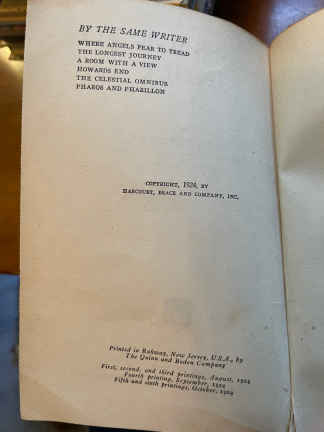 BY THE SAME WRITER
WHERE ANGELS FEAR TO TREAD
THE LONGEST JOURNEY
A ROOM WITH A VIEW
HOWARDS END
THE CELESTIAL OMNIBUS
PHAROS AND PHARILLON
COPYRIGHT, 1924, BY
HARCOURT, BRACE AND COMPANY, INC.
Printed in Rahway, New Jersey, U.S.A., by
The Quinn and Boden Company
First, second, and third printings, August, 1924
Fourth printing, September, 1924
Fifth and sixth printings, October, 1924